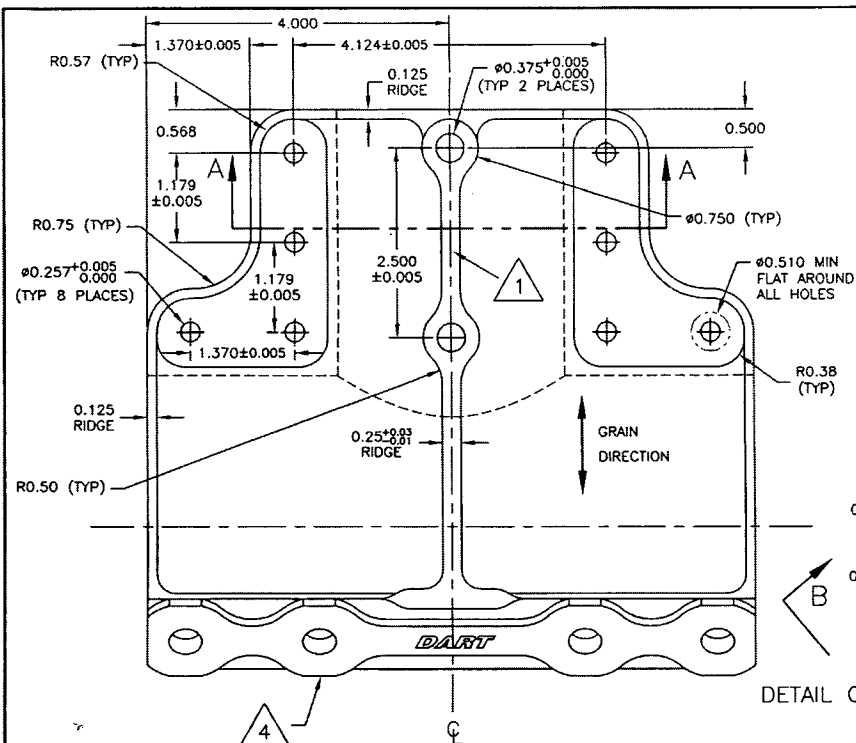 4.000
1.370±0.005
4.124±0.005
R0.57 (TYP)
0.125
RIDGE
ø0.375+0.005
0.000
(TYP 2 PLACES)
0.568
0.500
A
A
1.179
±0.005
R0.75 (TYP)
ø0.750 (TYP)
ø0.257+0.005
0.000
(TYP 8 PLACES)
1.179
±0.005
2.500
±0.005
1
ø0.510 MIN
FLAT AROUND
ALL HOLES
1.370±0.005
R0.38
(TYP)
0.125
RIDGE
0.25+0.03
-0.01
RIDGE
GRAIN
DIRECTION
R0.50 (TYP)
B
DART
DETAIL
4
℄